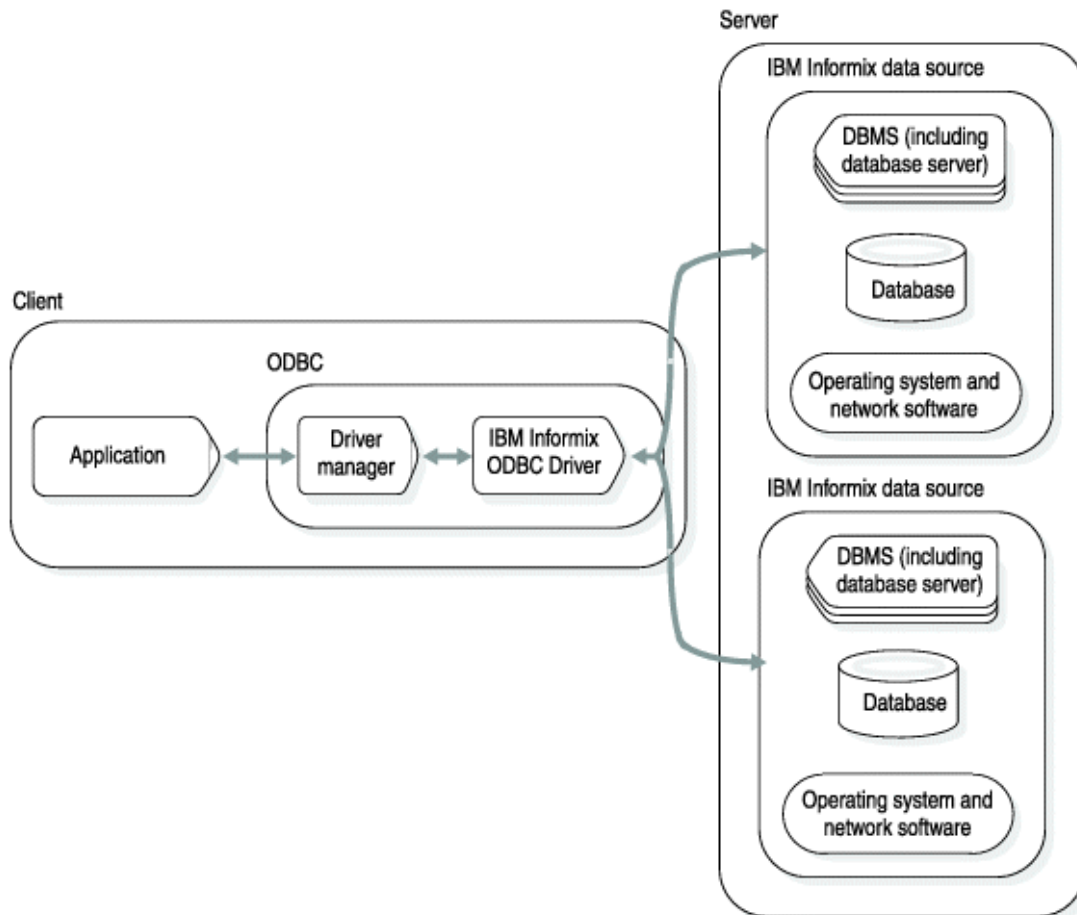 Server
IBM Informix data source
DBMS (including
database server)
Database
Operating system and
network software
Client
ODBC
Application
Driver
manager
IBM Informix
ODBC Driver
IBM Informix data source
DBMS (including
database server)
Database
Operating system and
network software